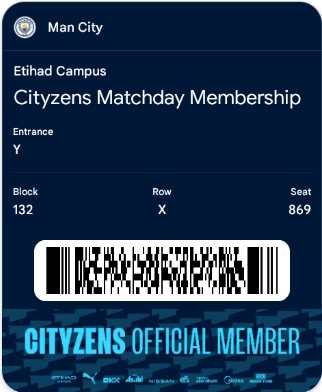 Man City
Etihad Campus
Cityzens Matchday Membership
Entrance
Y
Block Row Seat
132 X 869
CITYZENS OFFICIAL MEMBER
ETIHAD
OKX
NISSAN
Midea